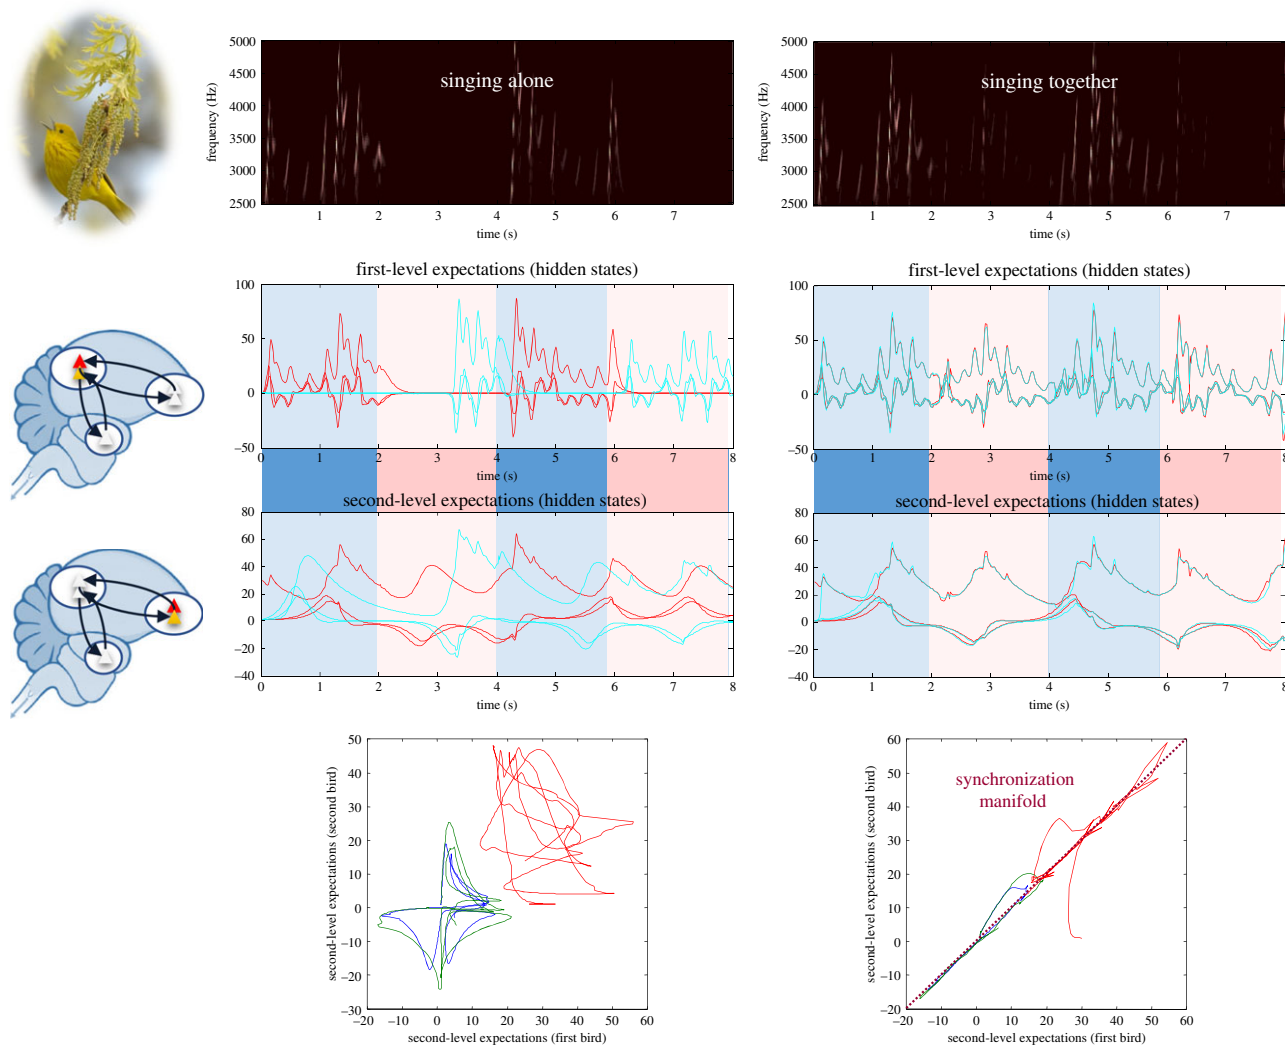 5000
4500
4000
3500
3000
2500
frequency (Hz)
singing alone
1 2 3 4 5 6 7
time (s)
5000
4500
4000
3500
3000
2500
frequency (Hz)
singing together
1 2 3 4 5 6 7
time (s)
first-level expectations (hidden states)
100
50
0
–50
0 1 2 3 4 5 6 7 8
time (s)
first-level expectations (hidden states)
100
50
0
–50
0 1 2 3 4 5 6 7 8
time (s)
second-level expectations (hidden states)
80
60
40
20
0
–20
–40
0 1 2 3 4 5 6 7 8
time (s)
second-level expectations (hidden states)
80
60
40
20
0
–20
–40
0 1 2 3 4 5 6 7 8
time (s)
50
40
30
20
10
0
–10
–20
–30
second-level expectations (second bird)
–20 –10 0 10 20 30 40 50 60
second-level expectations (first bird)
60
50
40
30
20
10
0
–10
–20
second-level expectations (second bird)
synchronization
manifold
–20 –10 0 10 20 30 40 50 60
second-level expectations (first bird)